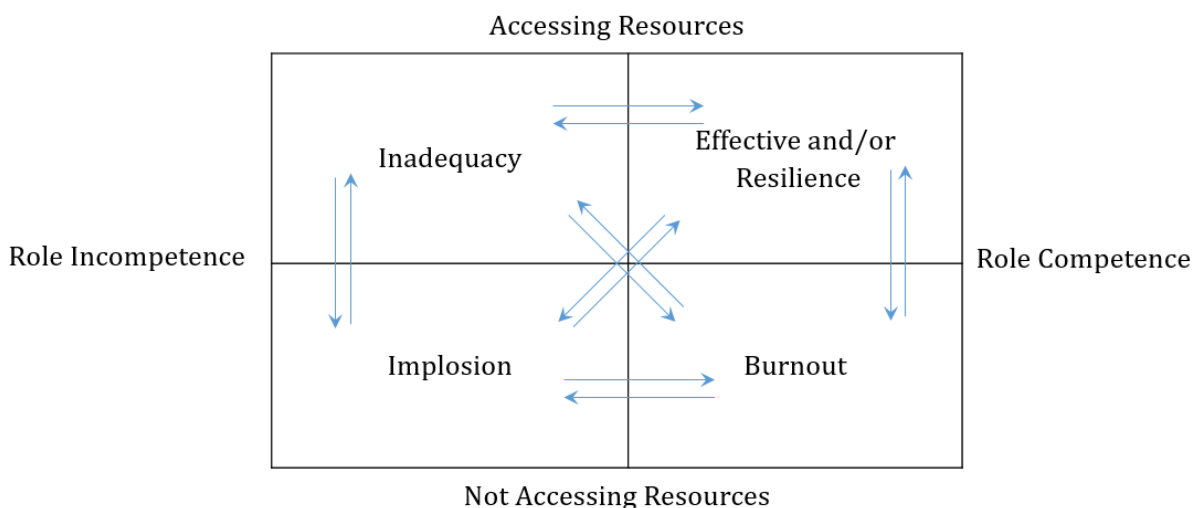 Accessing Resources
Inadequacy
Effective and/or
Resilience
Role Incompetence
Role Competence
Implosion
Burnout
Not Accessing Resources